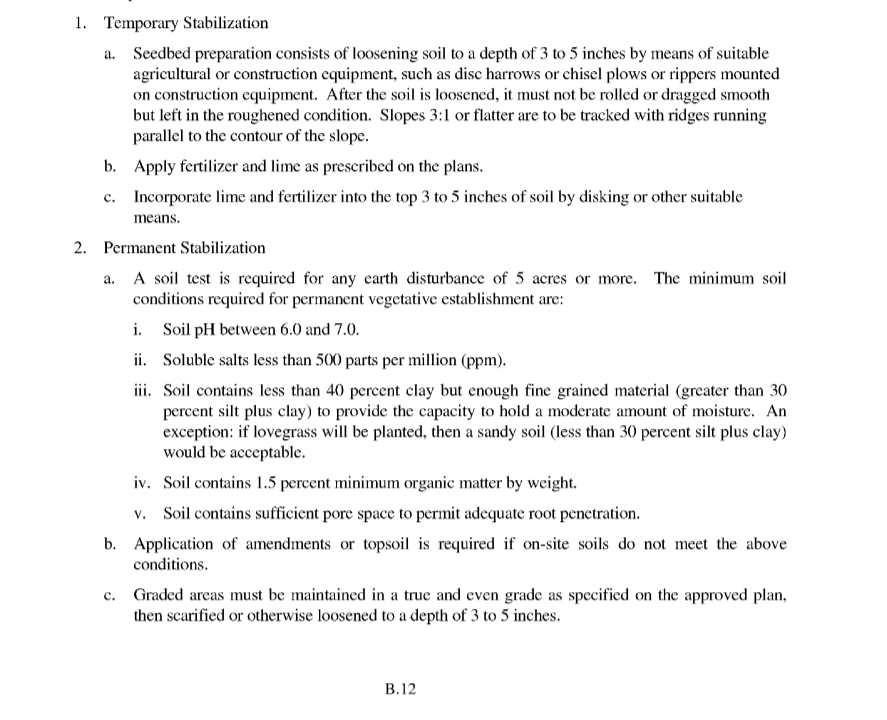 1. Temporary Stabilization
a. Seedbed preparation consists of loosening soil to a depth of 3 to 5 inches by means of suitable
agricultural or construction equipment, such as disc harrows or chisel plows or rippers mounted
on construction equipment. After the soil is loosened, it must not be rolled or dragged smooth
but left in the roughened condition. Slopes 3:1 or flatter are to be tracked with ridges running
parallel to the contour of the slope.
b. Apply fertilizer and lime as prescribed on the plans.
c. Incorporate lime and fertilizer into the top 3 to 5 inches of soil by disking or other suitable
means.
2. Permanent Stabilization
a. A soil test is required for any earth disturbance of 5 acres or more. The minimum soil
conditions required for permanent vegetative establishment are:
i. Soil pH between 6.0 and 7.0.
ii. Soluble salts less than 500 parts per million (ppm).
iii. Soil contains less than 40 percent clay but enough fine grained material (greater than 30
percent silt plus clay) to provide the capacity to hold a moderate amount of moisture. An
exception: if lovegrass will be planted, then a sandy soil (less than 30 percent silt plus clay)
would be acceptable.
iv. Soil contains 1.5 percent minimum organic matter by weight.
v. Soil contains sufficient pore space to permit adequate root penetration.
b. Application of amendments or topsoil is required if on-site soils do not meet the above
conditions.
c. Graded areas must be maintained in a true and even grade as specified on the approved plan,
then scarified or otherwise loosened to a depth of 3 to 5 inches.
B.12